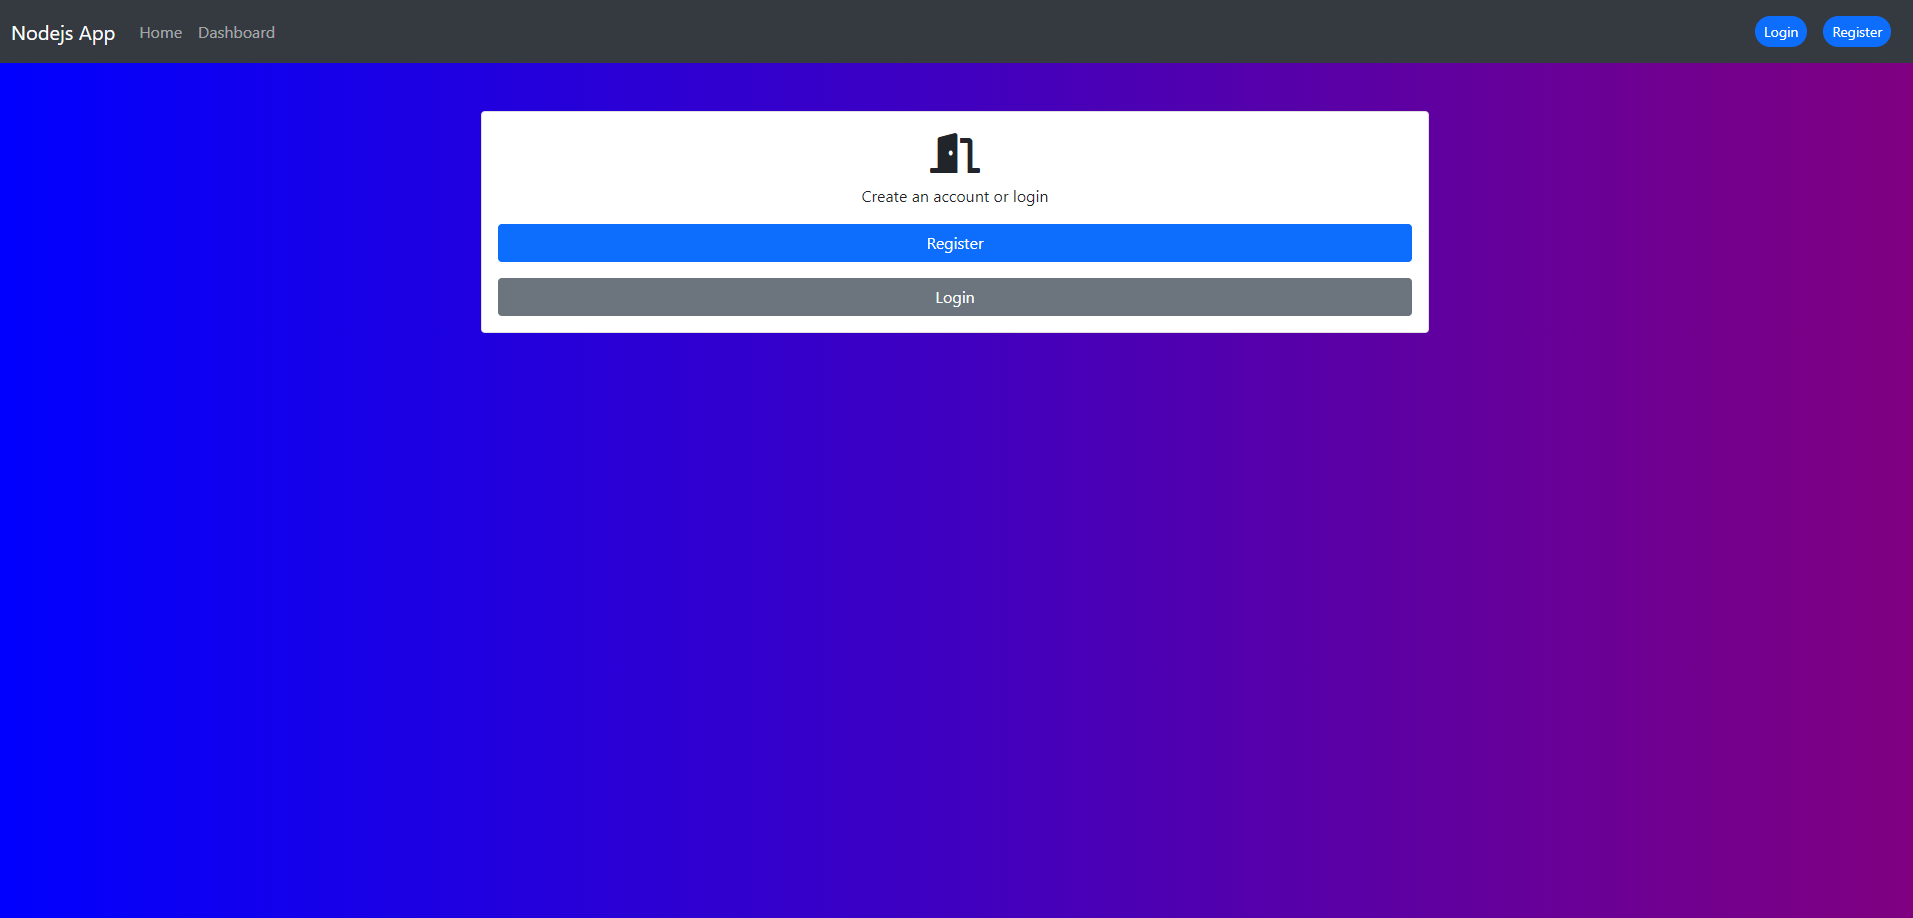 Nodejs App Home Dashboard Login Register
Create an account or login
Register
Login